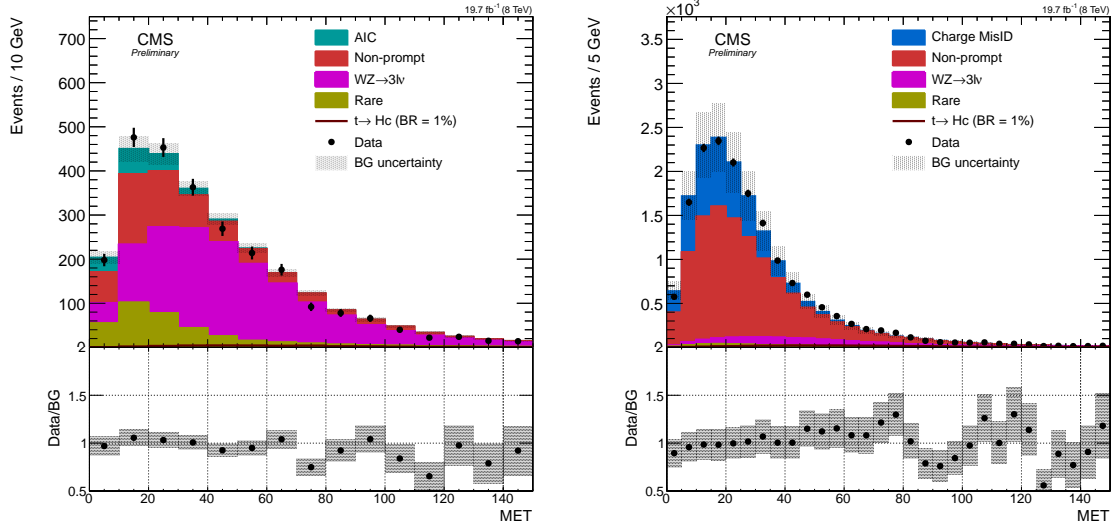 19.7 fb⁻¹ (8 TeV)
CMS
Preliminary
AIC
Non-prompt
WZ→3lν
Rare
t→ Hc (BR = 1%)
Data
BG uncertainty
Events / 10 GeV
700
600
500
400
300
200
100
2
1.5
1
0.5
Data/BG
0 20 40 60 80 100 120 140
MET
×10³
19.7 fb⁻¹ (8 TeV)
CMS
Preliminary
Charge MisID
Non-prompt
WZ→3lν
Rare
t→ Hc (BR = 1%)
Data
BG uncertainty
Events / 5 GeV
3.5
3
2.5
2
1.5
1
0.5
2
1.5
1
0.5
Data/BG
0 20 40 60 80 100 120 140
MET